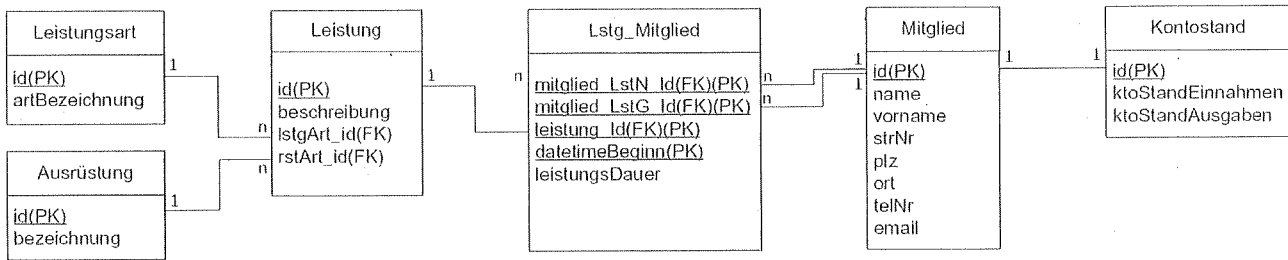 Leistungsart
id(PK)
artBezeichnung
Ausrüstung
id(PK)
bezeichnung
1
1
n
n
Leistung
id(PK)
beschreibung
lstgArt_id(FK)
rstArt_id(FK)
1
n
Lstg_Mitglied
mitglied_LstN_Id(FK)(PK)
mitglied_LstG_Id(FK)(PK)
leistung_Id(FK)(PK)
datetimeBeginn(PK)
leistungsDauer
n
n
1
1
Mitglied
id(PK)
name
vorname
strNr
plz
ort
telNr
email
1
1
Kontostand
id(PK)
ktoStandEinnahmen
ktoStandAusgaben